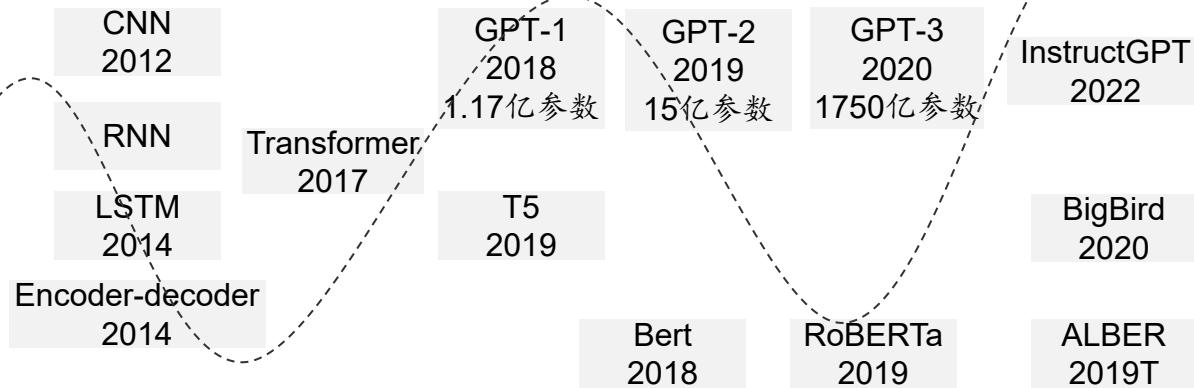 CNN
2012
RNN
LSTM
2014
Encoder-decoder
2014
Transformer
2017
GPT-1
2018
1.17亿参数
T5
2019
GPT-2
2019
15亿参数
GPT-3
2020
1750亿参数
InstructGPT
2022
BigBird
2020
Bert
2018
RoBERTa
2019
ALBER
2019T